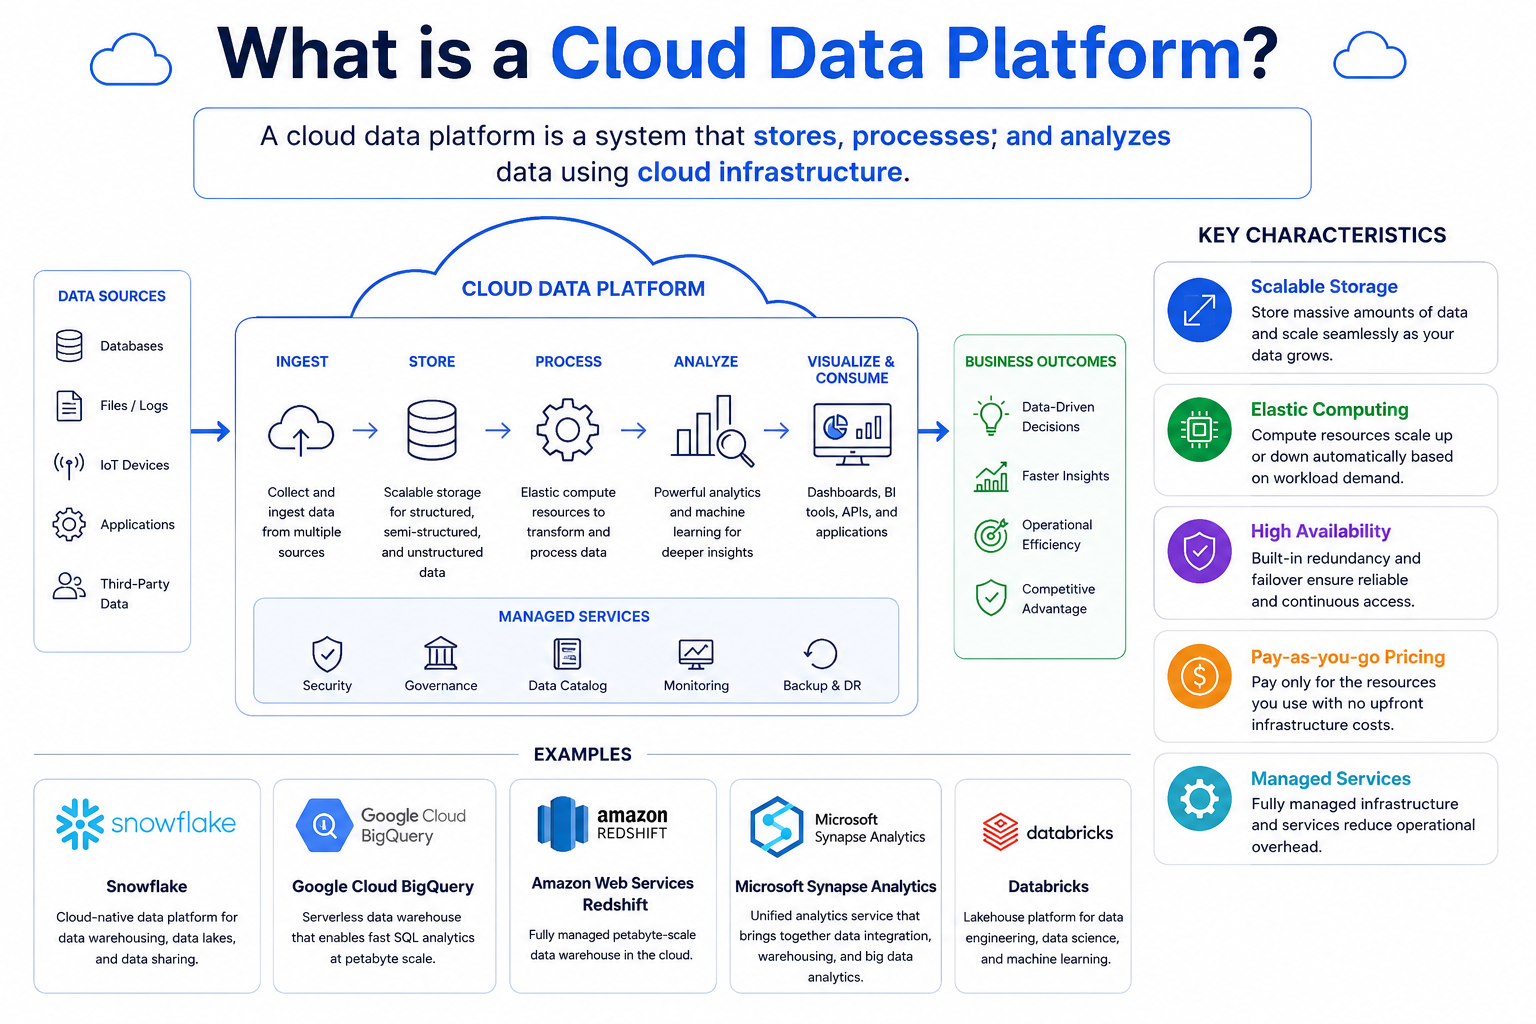 What is a Cloud Data Platform?
A cloud data platform is a system that stores, processes; and analyzes
data using cloud infrastructure.
DATA SOURCES
Databases
Files / Logs
IoT Devices
Applications
Third-Party
Data
CLOUD DATA PLATFORM
INGEST
Collect and
ingest data
from multiple
sources
STORE
Scalable storage
for structured,
semi-structured,
and unstructured
data
PROCESS
Elastic compute
resources to
transform and
process data
ANALYZE
Powerful analytics
and machine
learning for
deeper insights
VISUALIZE &
CONSUME
Dashboards, BI
tools, APIs, and
applications
MANAGED SERVICES
Security
Governance
Data Catalog
Monitoring
Backup & DR
BUSINESS OUTCOMES
Data-Driven
Decisions
Faster Insights
Operational
Efficiency
Competitive
Advantage
KEY CHARACTERISTICS
Scalable Storage
Store massive amounts of data
and scale seamlessly as your
data grows.
Elastic Computing
Compute resources scale up
or down automatically based
on workload demand.
High Availability
Built-in redundancy and
failover ensure reliable
and continuous access.
$
Pay-as-you-go Pricing
Pay only for the resources
you use with no upfront
infrastructure costs.
Managed Services
Fully managed infrastructure
and services reduce operational
overhead.
EXAMPLES
snowflake
Snowflake
Cloud-native data platform for
data warehousing, data lakes,
and data sharing.
Google Cloud
BigQuery
Google Cloud BigQuery
Serverless data warehouse
that enables fast SQL analytics
at petabyte scale.
amazon
REDSHIFT
Amazon Web Services
Redshift
Fully managed petabyte-scale
data warehouse in the cloud.
Microsoft
Synapse Analytics
Microsoft Synapse Analytics
Unified analytics service that
brings together data integration,
warehousing, and big data
analytics.
databricks
Databricks
Lakehouse platform for data
engineering, data science,
and machine learning.